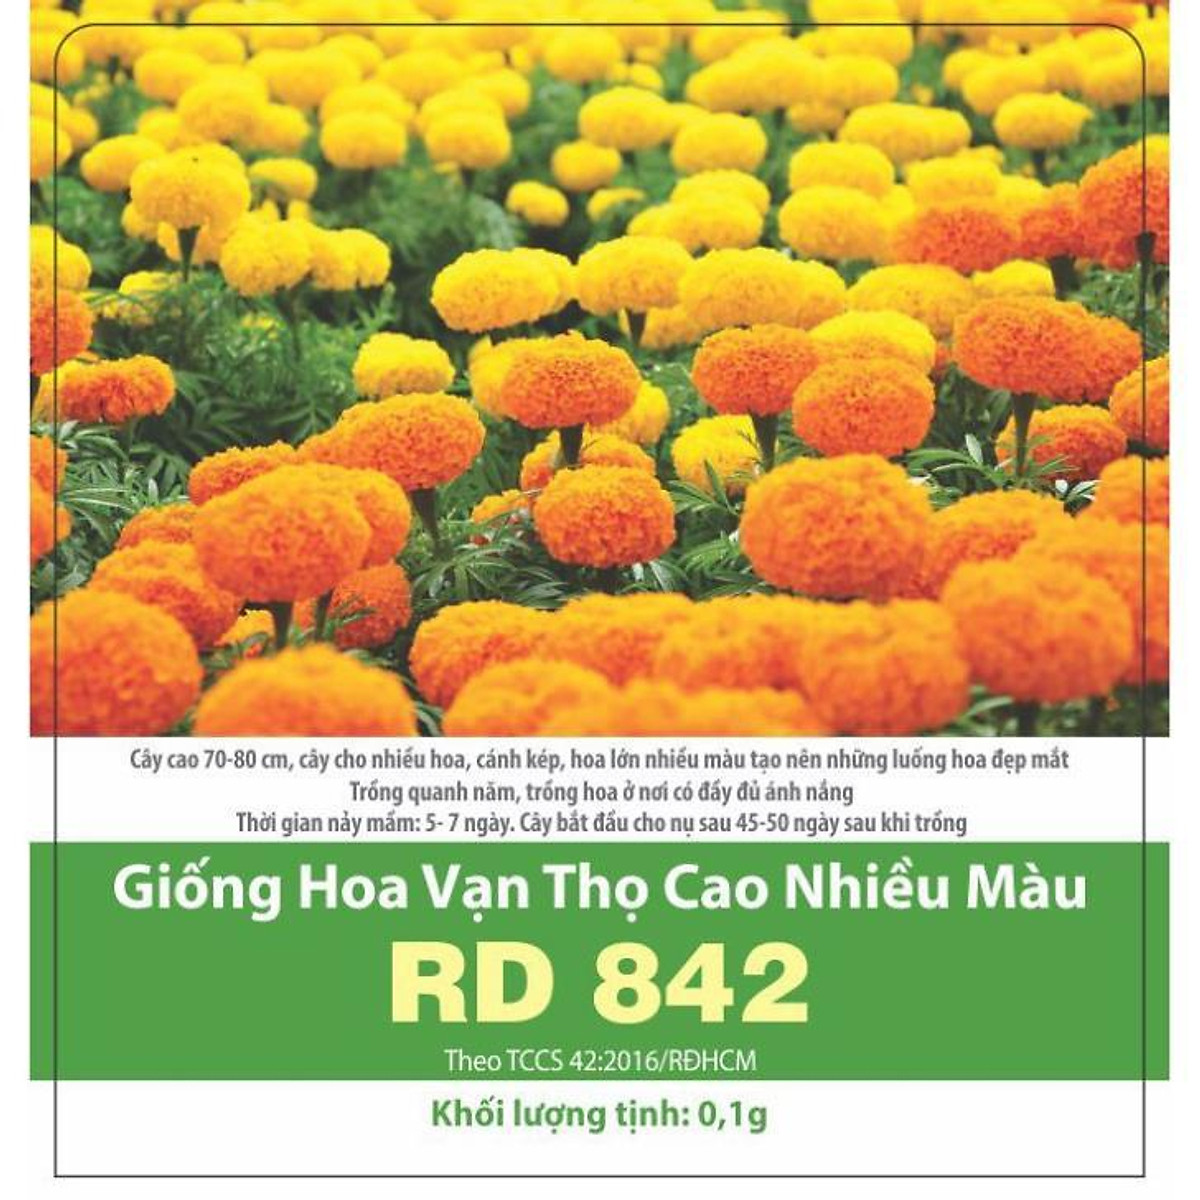 Cây cao 70-80 cm, cây cho nhiều hoa, cánh kép, hoa lớn nhiều màu tạo nên những luống hoa đẹp mắt
Trồng quanh năm, trồng hoa ở nơi có đầy đủ ánh nắng
Thời gian nảy mầm: 5- 7 ngày. Cây bắt đầu cho nụ sau 45-50 ngày sau khi trồng
Giống Hoa Vạn Thọ Cao Nhiều Màu
RD 842
Theo TCCS 42:2016/RĐHCM
Khối lượng tịnh: 0,1g